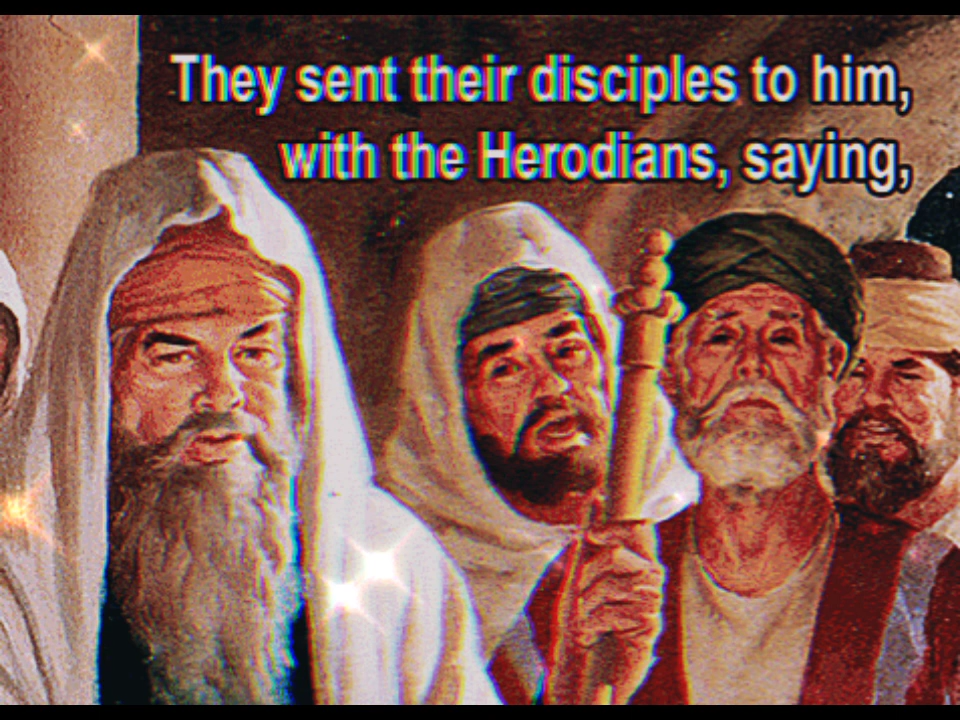 They sent their disciples to him,
with the Herodians, saying,